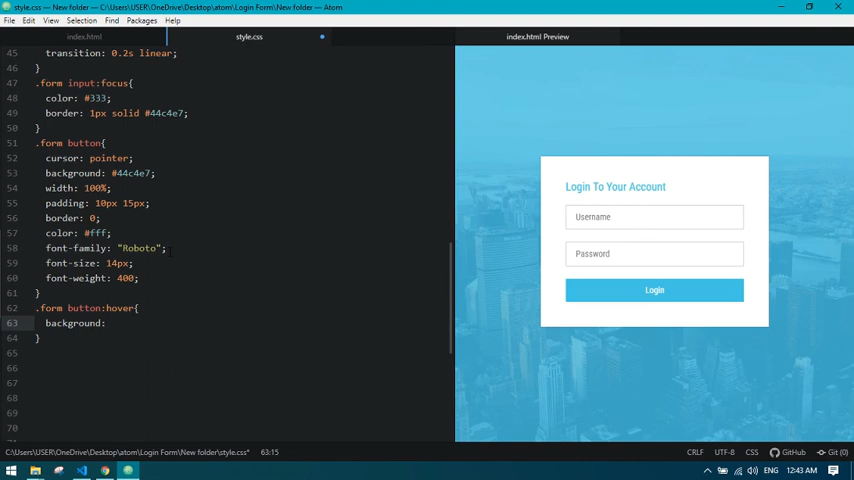 style.css — New folder — C:\Users\USER\OneDrive\Desktop\atom\Login Form\New folder — Atom
File Edit View Selection Find Packages Help
index.html style.css index.html Preview
45 transition: 0.2s linear;
46 }
47 .form input:focus{
48 color: #333;
49 border: 1px solid #44c4e7;
50 }
51 .form button{
52 cursor: pointer;
53 background: #44c4e7;
54 width: 100%;
55 padding: 10px 15px;
56 border: 0;
57 color: #fff;
58 font-family: "Roboto";
59 font-size: 14px;
60 font-weight: 400;
61 }
62 .form button:hover{
63 background:
64 }
65
66
67
68
69
70
Login To Your Account
Username
Password
Login
C:\Users\USER\OneDrive\Desktop\atom\Login Form\New folder\style.css* 63:15 CRLF UTF-8 CSS GitHub Git (0)
ENG 12:43 AM